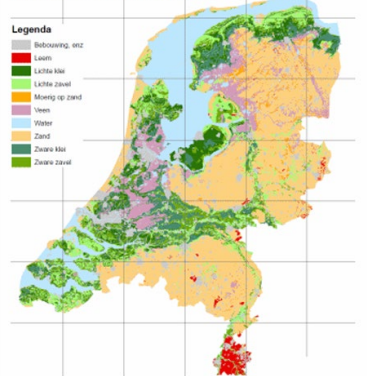 Legenda
Bebouwing, enz
Leem
Lichte klei
Lichte zavel
Moerig op zand
Veen
Water
Zand
Zware klei
Zware zavel